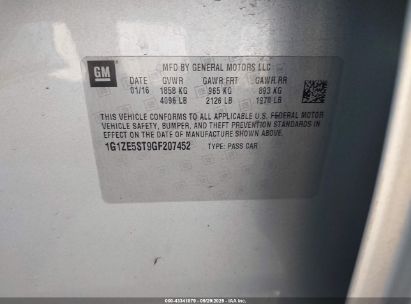 GM
MFD BY GENERAL MOTORS LLC
DATE GVWR GAWR FRT GAWR RR
01/16 1858 KG 965 KG 893 KG
4096 LB 2126 LB 1970 LB
THIS VEHICLE CONFORMS TO ALL APPLICABLE U.S. FEDERAL MOTOR
VEHICLE SAFETY, BUMPER, AND THEFT PREVENTION STANDARDS IN
EFFECT ON THE DATE OF MANUFACTURE SHOWN ABOVE.
1G1ZE5ST9GF207452 TYPE: PASS CAR